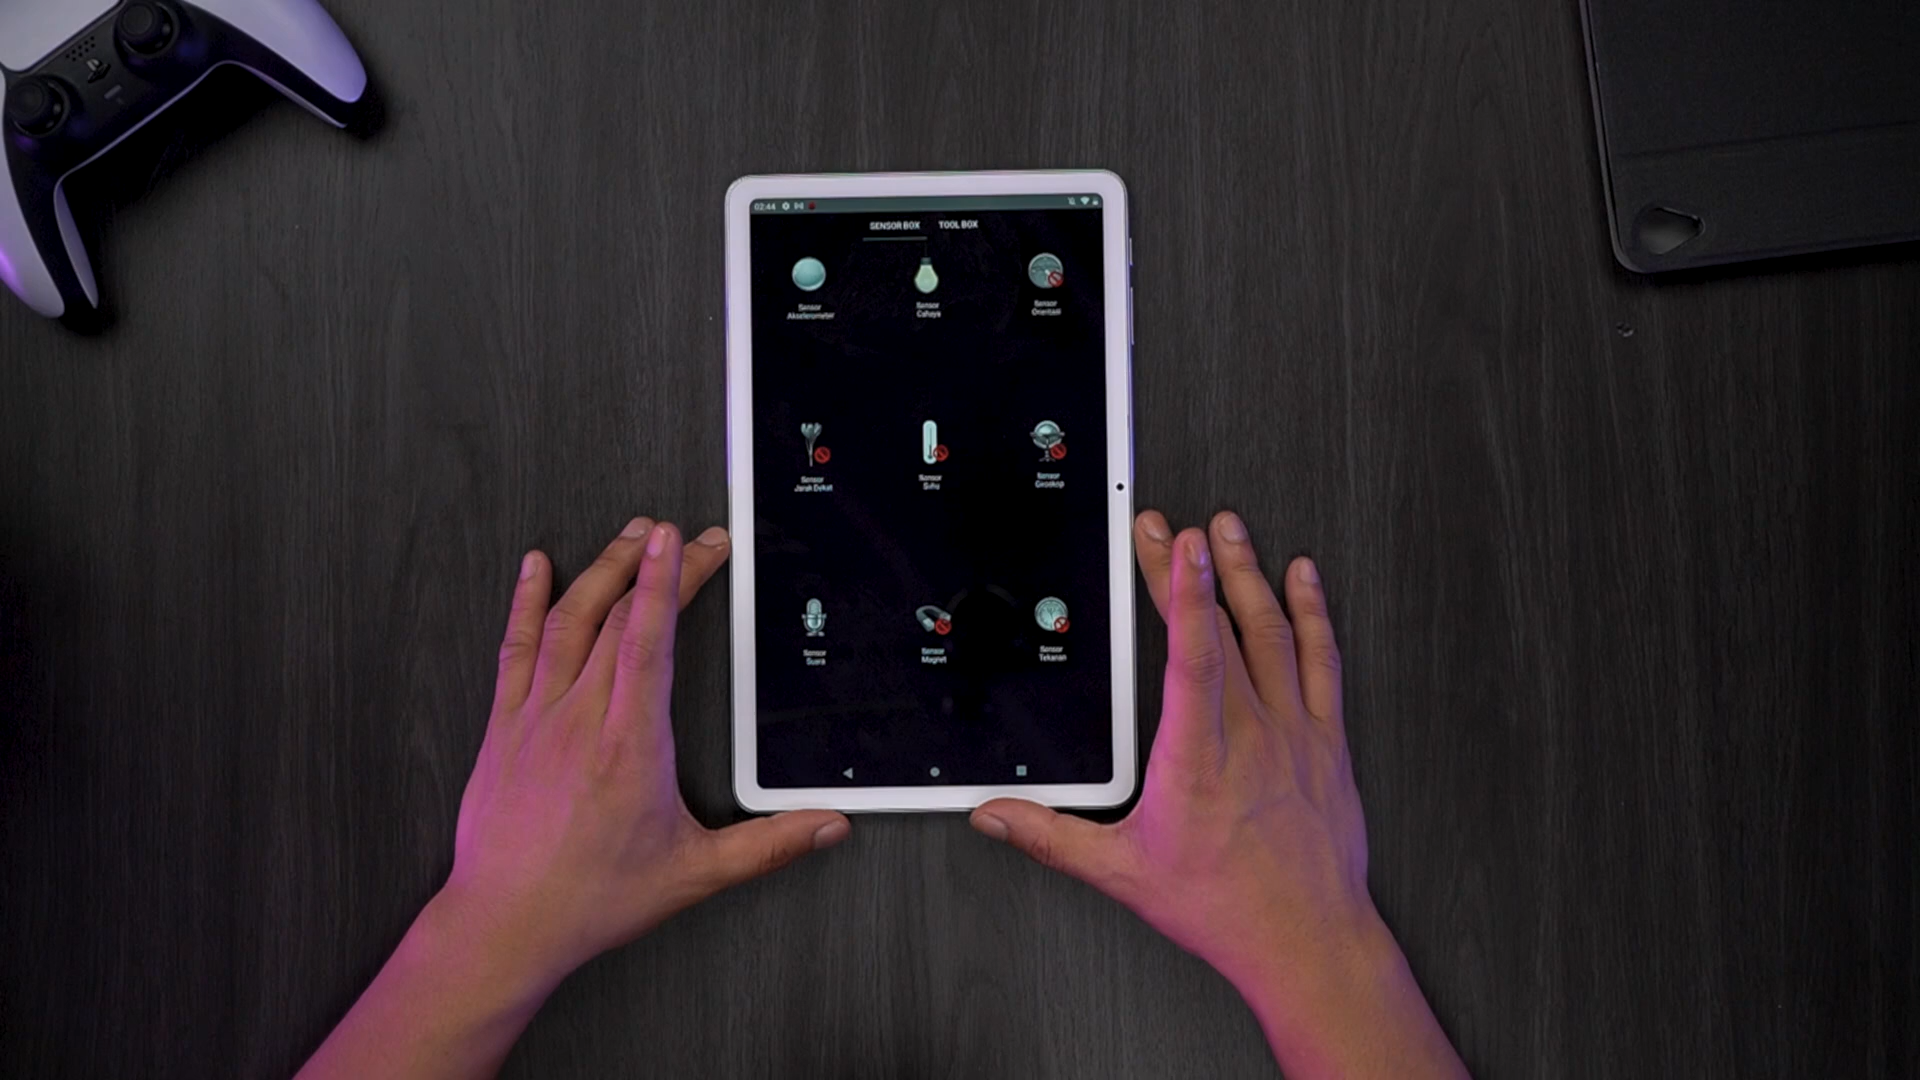 02:44
SENSOR BOX TOOL BOX
Sensor
Akselerometer
Sensor
Cahaya
Sensor
Orientasi
Sensor
Jarak Dekat
Sensor
Suhu
Sensor
Giroskop
Sensor
Suara
Sensor
Magnet
Sensor
Tekanan